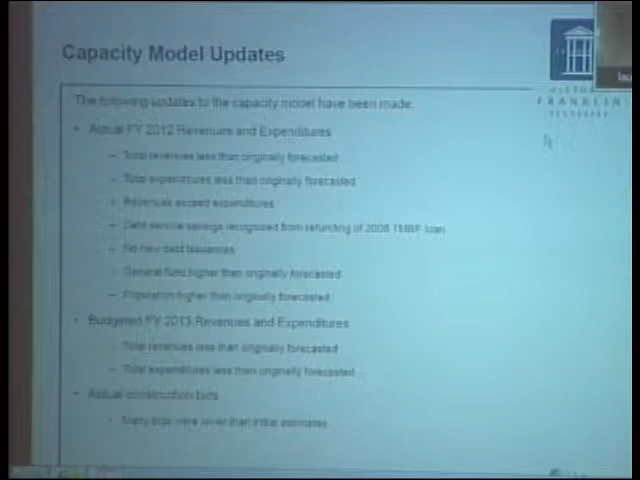 Capacity Model Updates
The following updates to the capacity model have been made.
• Actual FY 2012 Revenues and Expenditures
– Total revenues less than originally forecasted
– Total expenditures less than originally forecasted
– Revenues exceed expenditures
– Debt service savings recognized from refunding of 2008 TMBF loan
– No new debt issuances
– General fund higher than originally forecasted
– Population higher than originally forecasted
• Budgeted FY 2013 Revenues and Expenditures
– Total revenues less than originally forecasted
– Total expenditures less than originally forecasted
• Actual construction bids
– Many bids were lower than initial estimates
HISTORIC
FRANKLIN
TENNESSEE